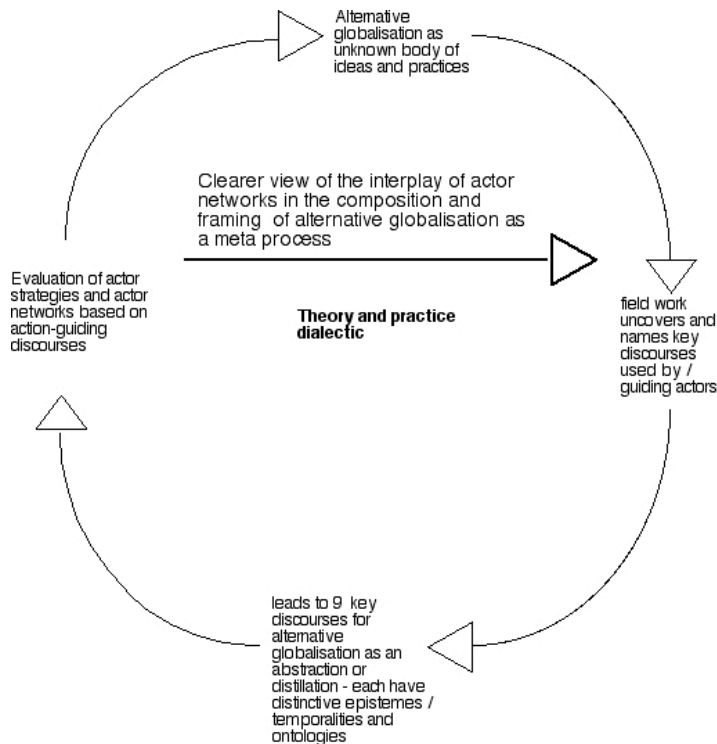 Alternative
globalisation as
unknown body of
ideas and practices
Clearer view of the interplay of actor
networks in the composition and
framing of alternative globalisation as
a meta process
Evaluation of actor
strategies and actor
networks based on
action-guiding
discourses
Theory and practice
dialectic
field work
uncovers and
names key
discourses
used by /
guiding actors
leads to 9 key
discourses for
alternative
globalisation as an
abstraction or
distillation - each have
distinctive epistemes /
temporalities and
ontologies